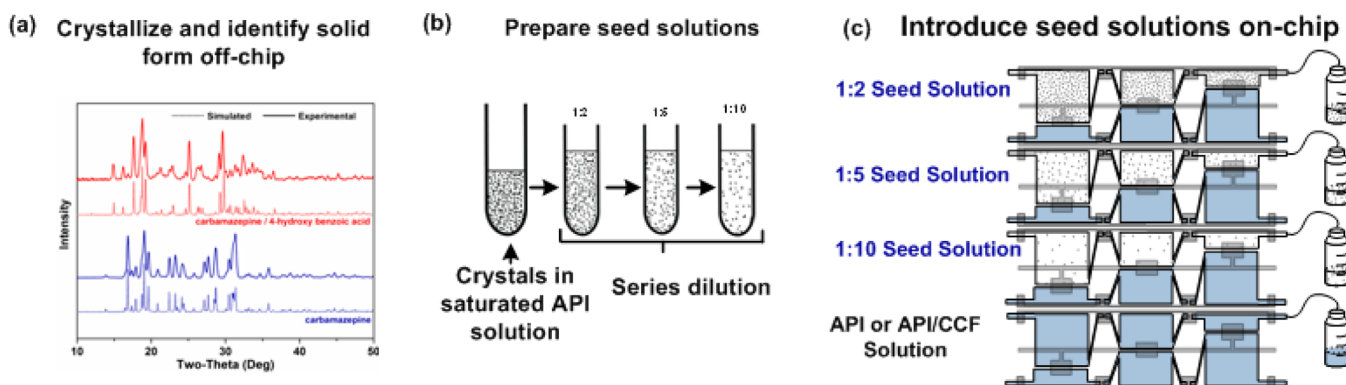 (a) Crystallize and identify solid
form off-chip
Simulated
Experimental
carbamazepine / 4-hydroxy benzoic acid
carbamazepine
Intensity
10
20
30
40
50
Two-Theta (Deg)
(b) Prepare seed solutions
1:2
1:5
1:10
Crystals in
saturated API
solution
Series dilution
(c) Introduce seed solutions on-chip
1:2 Seed Solution
1:5 Seed Solution
1:10 Seed Solution
API or API/CCF
Solution